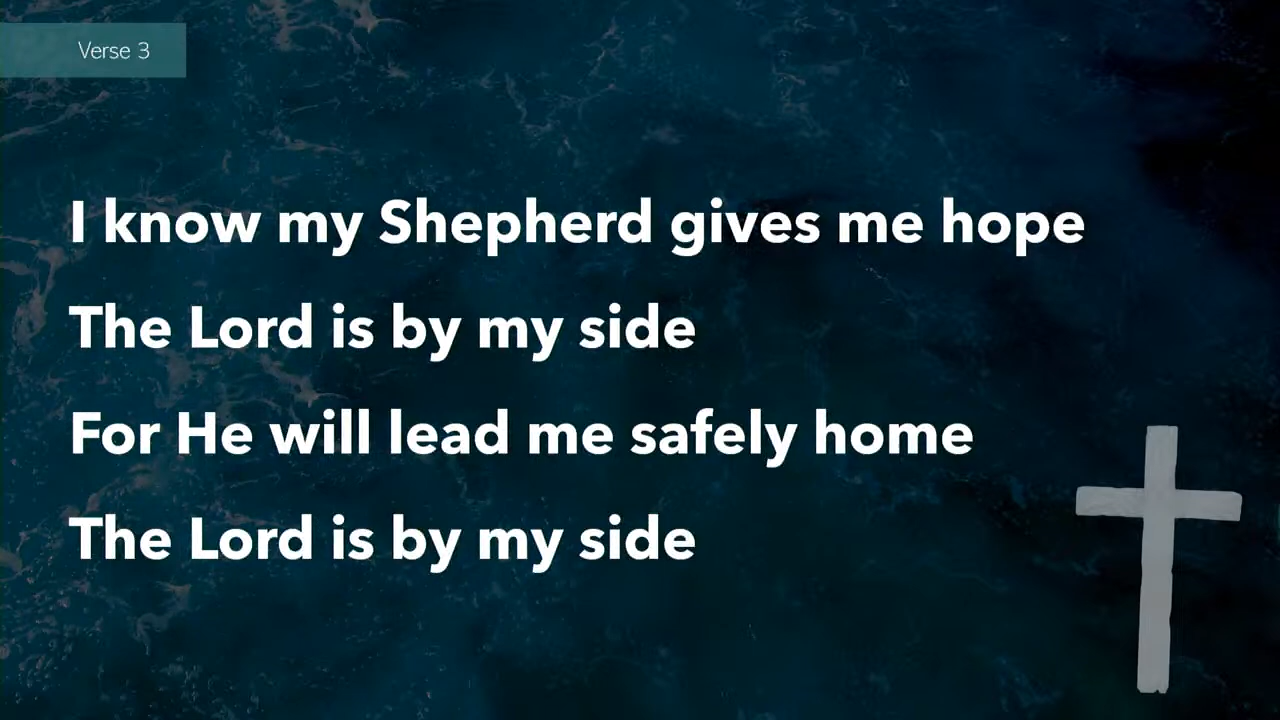 Verse 3
I know my Shepherd gives me hope
The Lord is by my side
For He will lead me safely home
The Lord is by my side